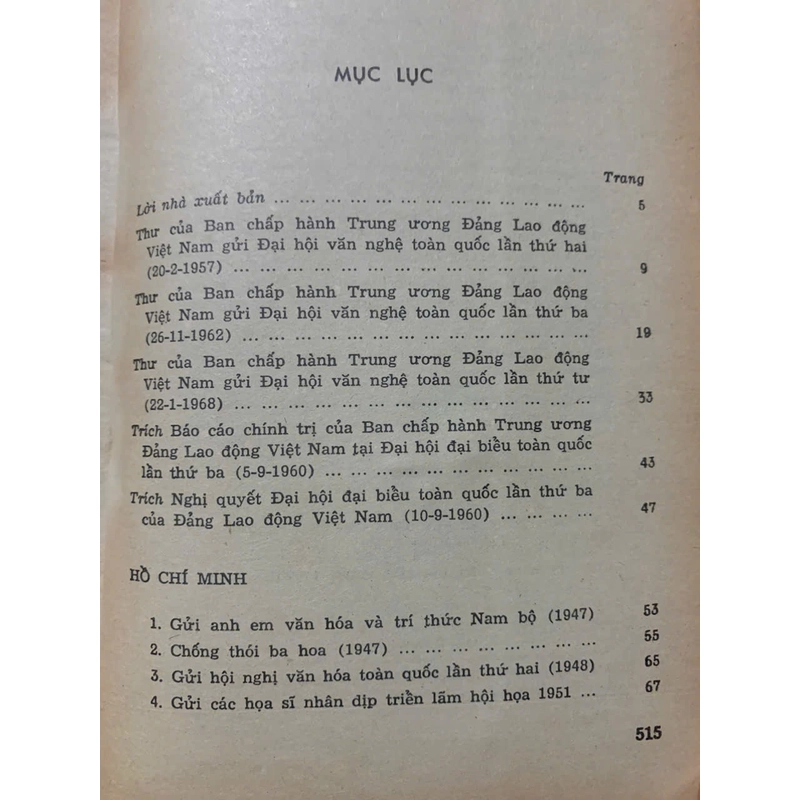 MỤC LỤC
Trang
Lời nhà xuất bản ... ... ... ... ... ... ... ... ... ... ... ... ... 5
Thư của Ban chấp hành Trung ương Đảng Lao động
Việt Nam gửi Đại hội văn nghệ toàn quốc lần thứ hai
(20-2-1957) ... ... ... ... ... ... ... ... ... ... ... ... ... ... 9
Thư của Ban chấp hành Trung ương Đảng Lao động
Việt Nam gửi Đại hội văn nghệ toàn quốc lần thứ ba
(26-11-1962) ... ... ... ... ... ... ... ... ... ... ... ... ... ... 19
Thư của Ban chấp hành Trung ương Đảng Lao động
Việt Nam gửi Đại hội văn nghệ toàn quốc lần thứ tư
(22-1-1968) ... ... ... ... ... ... ... ... ... ... ... ... ... ... 33
Trích Báo cáo chính trị của Ban chấp hành Trung ương
Đảng Lao động Việt Nam tại Đại hội đại biểu toàn quốc
lần thứ ba (5-9-1960) ... ... ... ... ... ... ... ... ... ... ... 43
Trích Nghị quyết Đại hội đại biểu toàn quốc lần thứ ba
của Đảng Lao động Việt Nam (10-9-1960) ... ... ... ... 47
HỒ CHÍ MINH
1. Gửi anh em văn hóa và trí thức Nam bộ (1947) 53
2. Chống thói ba hoa (1947) ... ... ... ... ... ... ... ... 55
3. Gửi hội nghị văn hóa toàn quốc lần thứ hai (1948) 65
4. Gửi các họa sĩ nhân dịp triển lãm hội họa 1951 ... 67
515